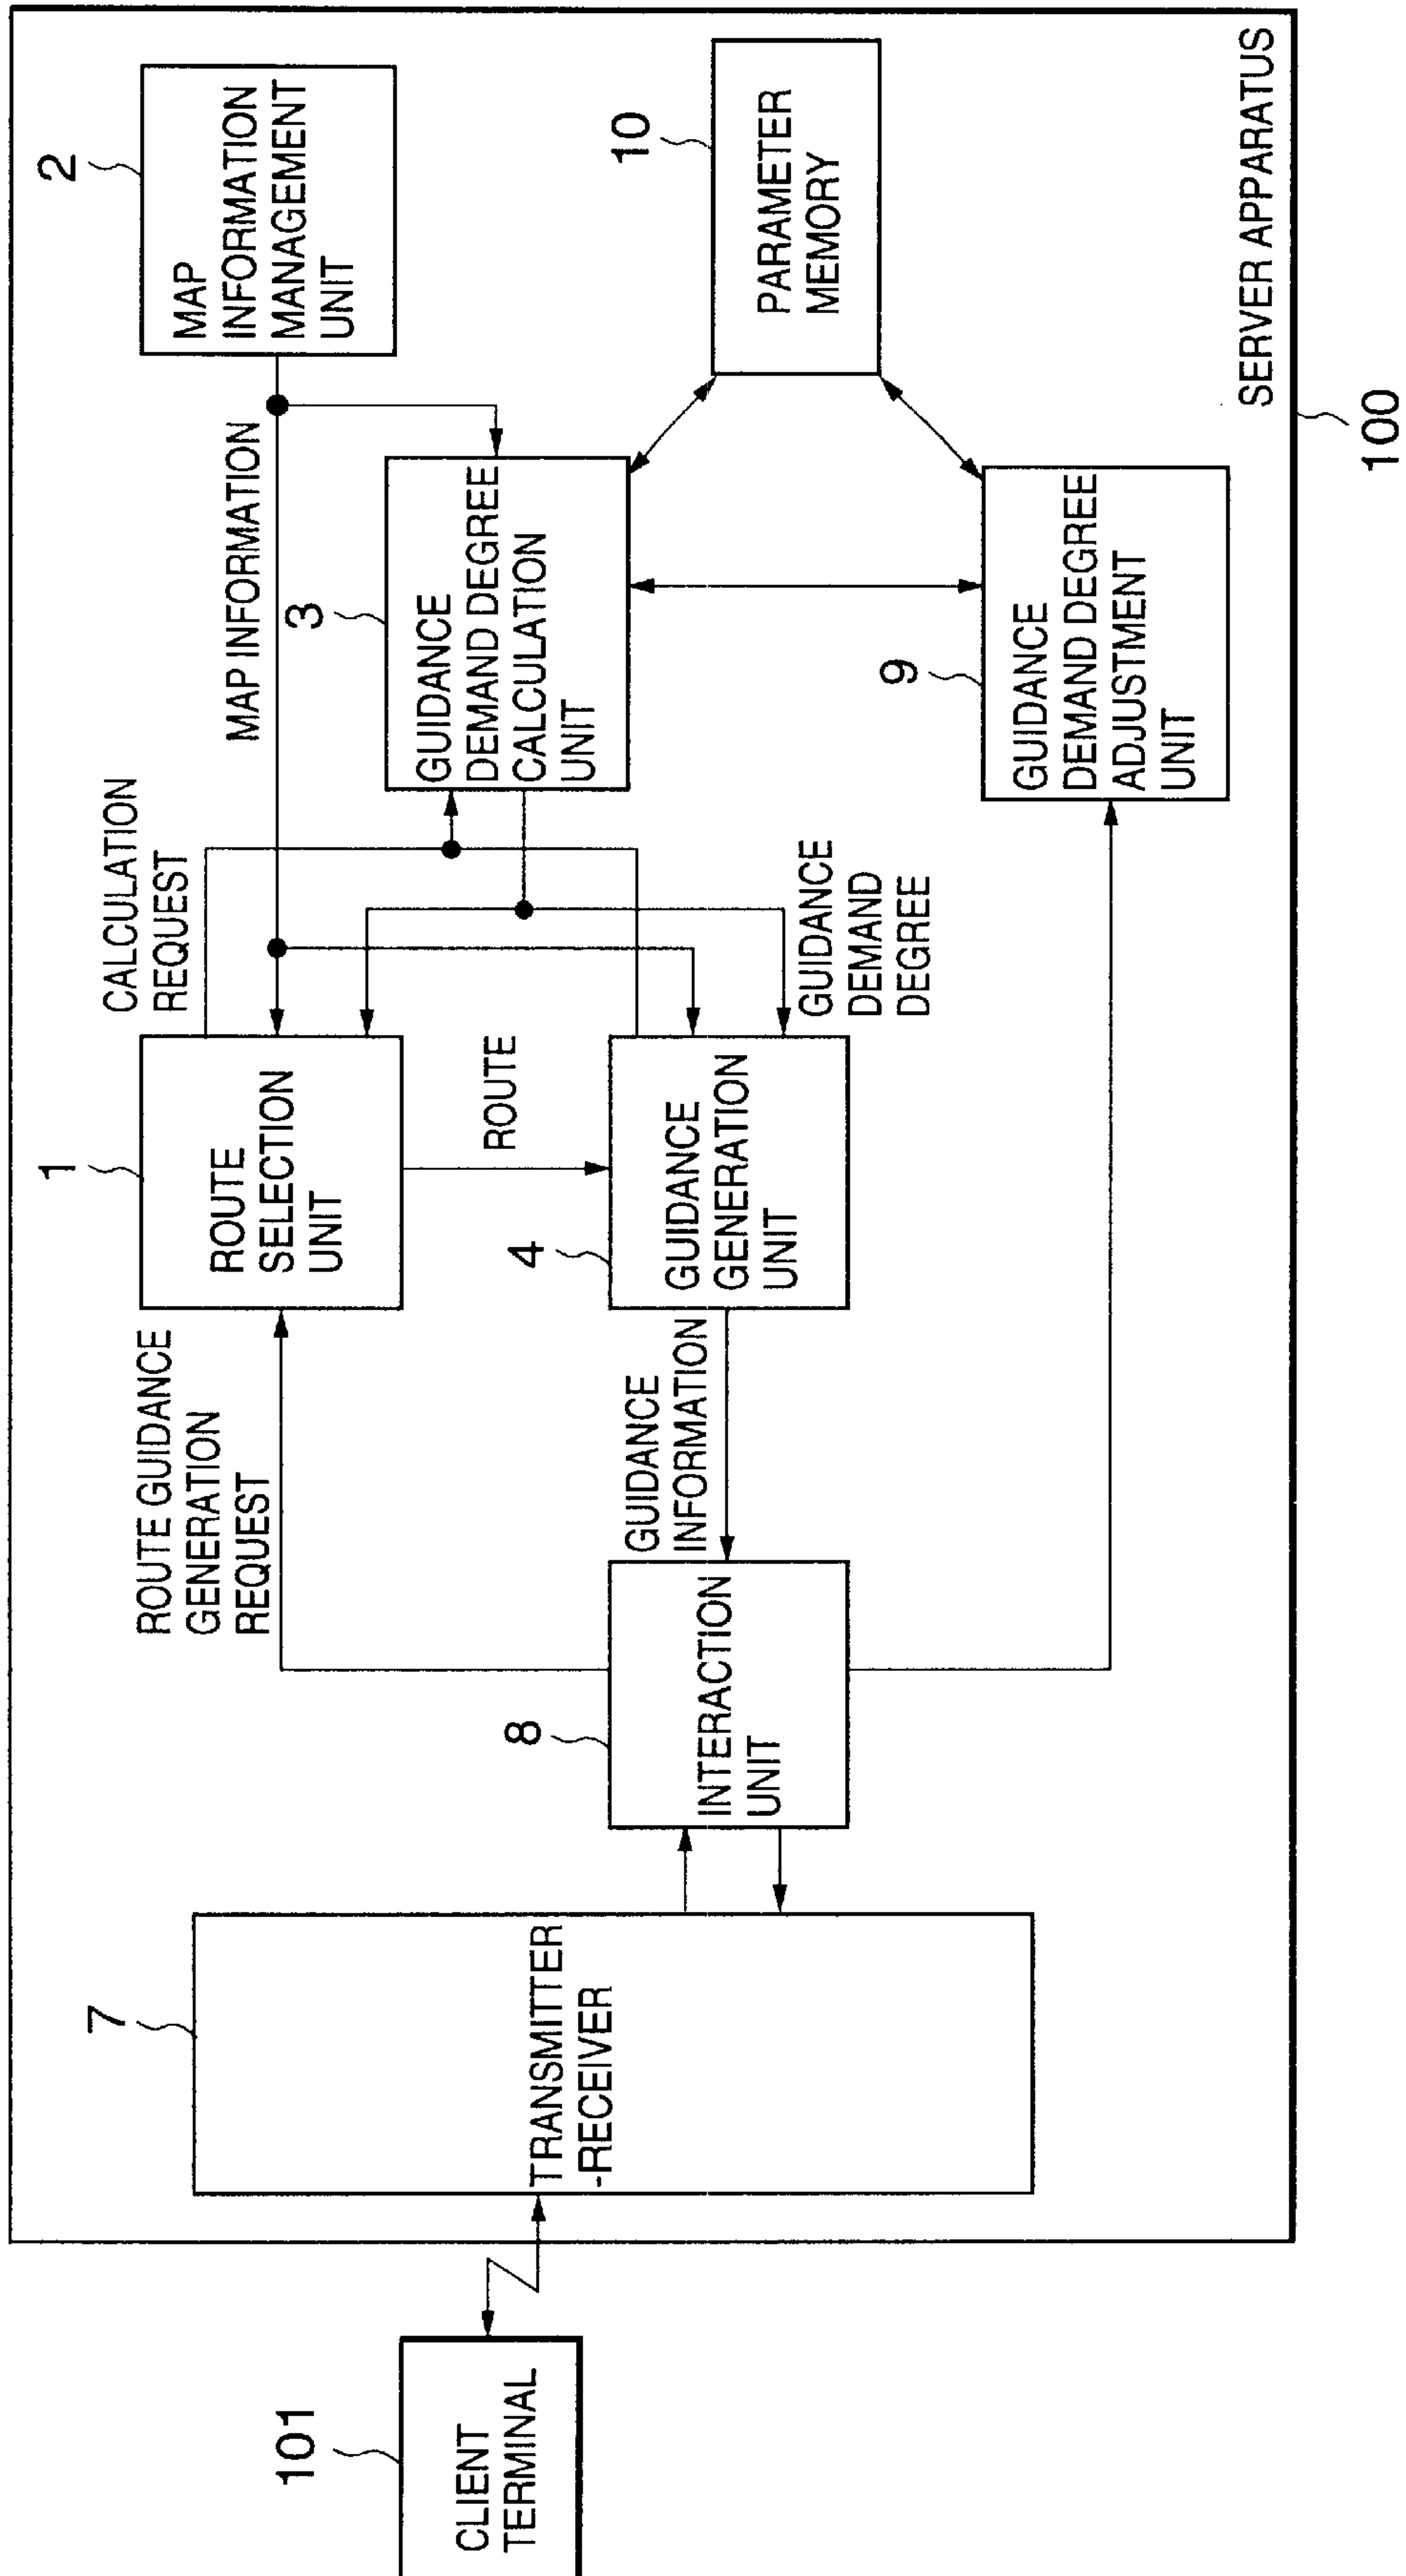 101
CLIENT
TERMINAL
7
TRANSMITTER
-RECEIVER
8
INTERACTION
UNIT
ROUTE GUIDANCE
GENERATION
REQUEST
GUIDANCE
INFORMATION
1
ROUTE
SELECTION
UNIT
ROUTE
4
GUIDANCE
GENERATION
UNIT
CALCULATION
REQUEST
GUIDANCE
DEMAND
DEGREE
MAP INFORMATION
2
MAP
INFORMATION
MANAGEMENT
UNIT
3
GUIDANCE
DEMAND DEGREE
CALCULATION
UNIT
9
GUIDANCE
DEMAND DEGREE
ADJUSTMENT
UNIT
10
PARAMETER
MEMORY
SERVER APPARATUS
100